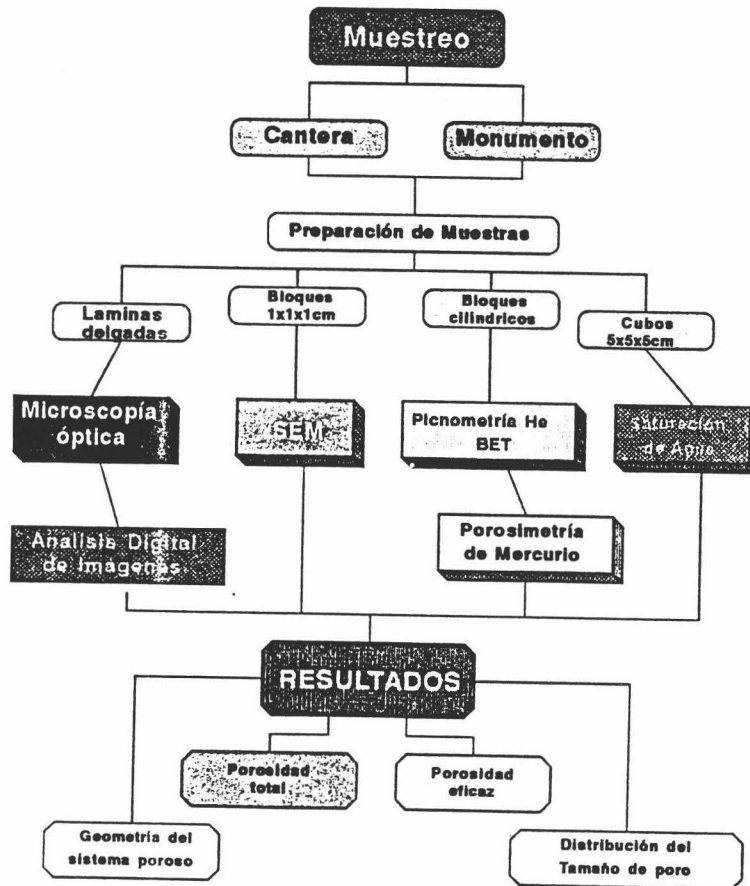 Muestreo
Cantera
Monumento
Preparación de Muestras
Laminas
delgadas
Bloques
1x1x1cm
Bloques
cilindricos
Cubos
5x5x5cm
Microscopía
óptica
SEM
Picnometría He
BET
Saturación
de Agua
Analisis Digital
de Imagenes
Porosimetría
de Mercurio
RESULTADOS
Porosidad
total
Porosidad
eficaz
Geometría del
sistema poroso
Distribución del
Tamaño de poro